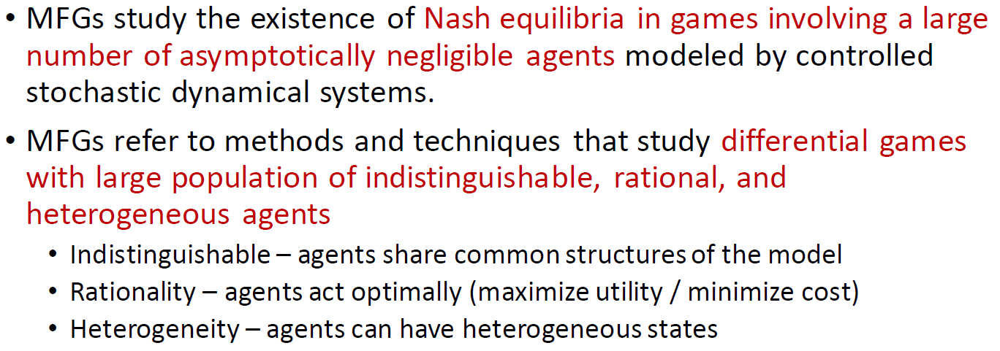 • MFGs study the existence of Nash equilibria in games involving a large
number of asymptotically negligible agents modeled by controlled
stochastic dynamical systems.
• MFGs refer to methods and techniques that study differential games
with large population of indistinguishable, rational, and
heterogeneous agents
• Indistinguishable – agents share common structures of the model
• Rationality – agents act optimally (maximize utility / minimize cost)
• Heterogeneity – agents can have heterogeneous states